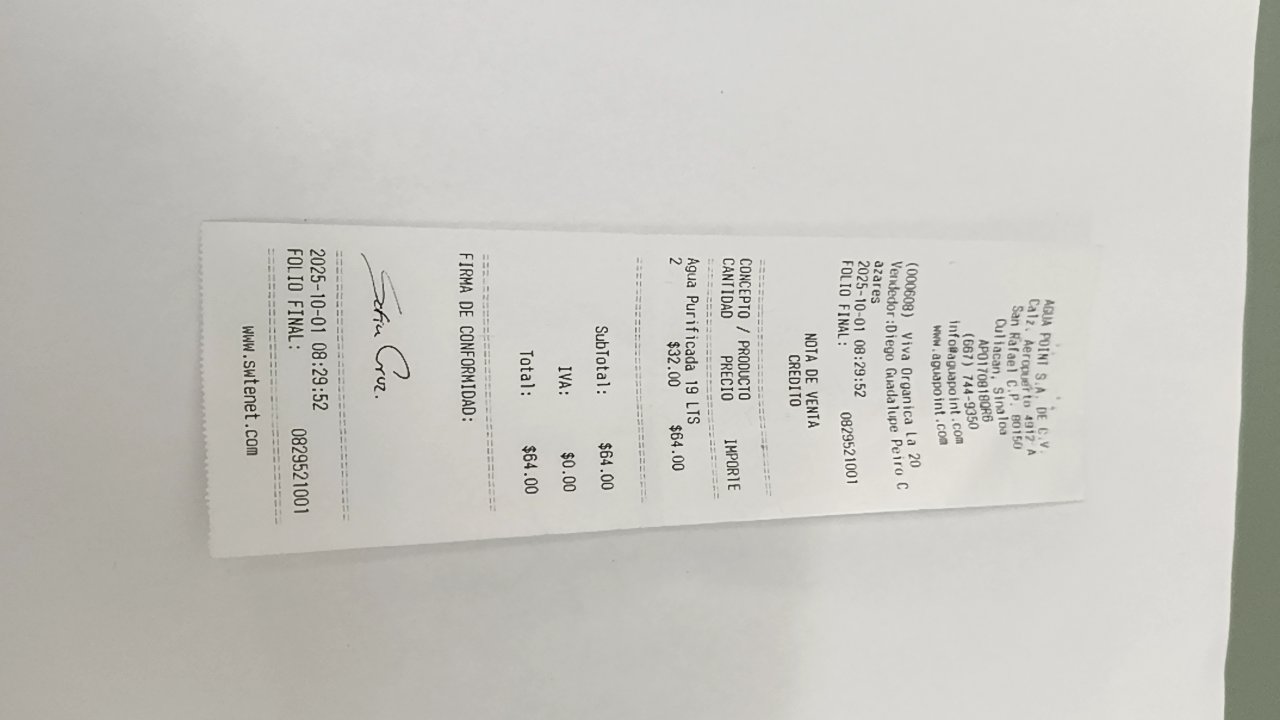 AGUA POINT S.A. DE C.V.
Calz. Aeropuerto 4917 A
San Rafael C.P. 80150
Culiacan, Sinaloa
APO170818QR6
(667) 744-9350
info@aguapoint.com
www.aguapoint.com
(000608) Viva Organica La 20
Vendedor:Diego Guadalupe Peiro C
azares
2025-10-01 08:29:52
FOLIO FINAL: 0829521001
NOTA DE VENTA
CREDITO
CONCEPTO / PRODUCTO
CANTIDAD PRECIO IMPORTE
Agua Purificada 19 LTS
2 $32.00 $64.00
SubTotal: $64.00
IVA: $0.00
Total: $64.00
FIRMA DE CONFORMIDAD:
Sofia Cruz.
2025-10-01 08:29:52
FOLIO FINAL: 0829521001
www.swtenet.com